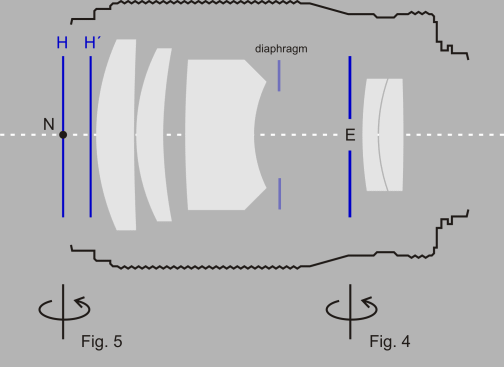 H H′
diaphragm
N
E
Fig. 5
Fig. 4